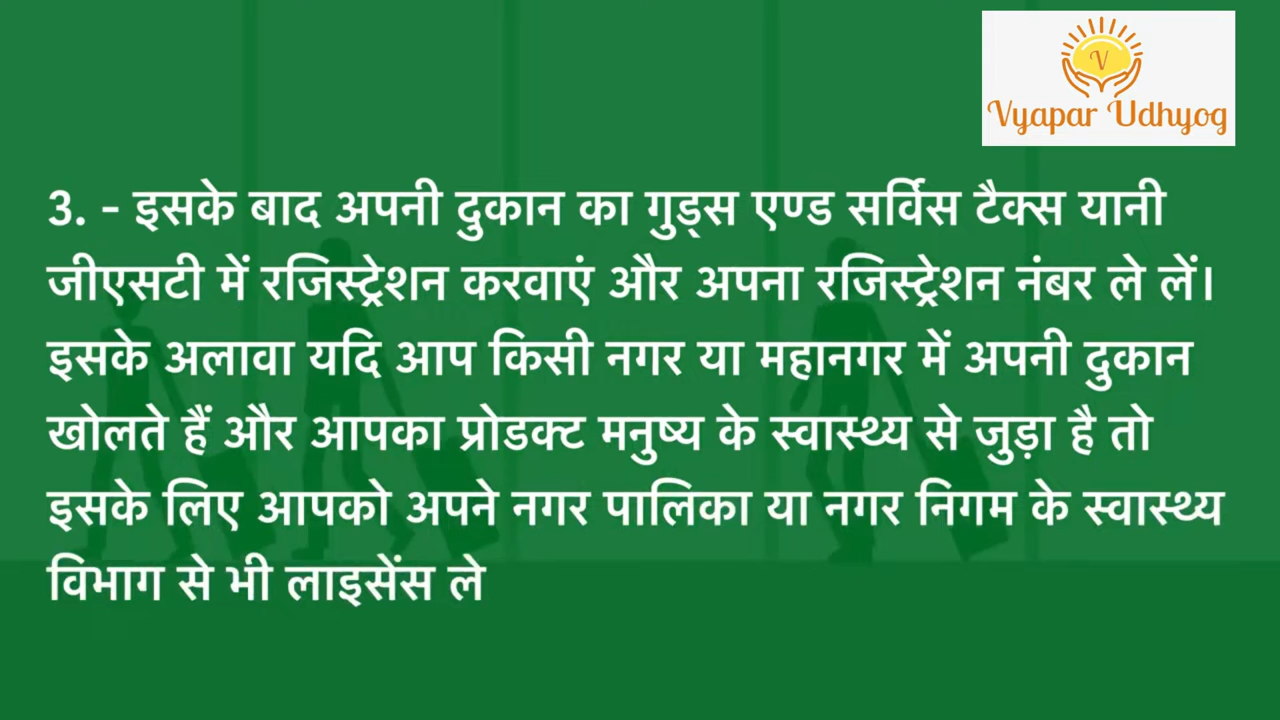 V
Vyapar Udhyog
3. - इसके बाद अपनी दुकान का गुड्स एण्ड सर्विस टैक्स यानी
जीएसटी में रजिस्ट्रेशन करवाएं और अपना रजिस्ट्रेशन नंबर ले लें।
इसके अलावा यदि आप किसी नगर या महानगर में अपनी दुकान
खोलते हैं और आपका प्रोडक्ट मनुष्य के स्वास्थ्य से जुड़ा है तो
इसके लिए आपको अपने नगर पालिका या नगर निगम के स्वास्थ्य
विभाग से भी लाइसेंस ले